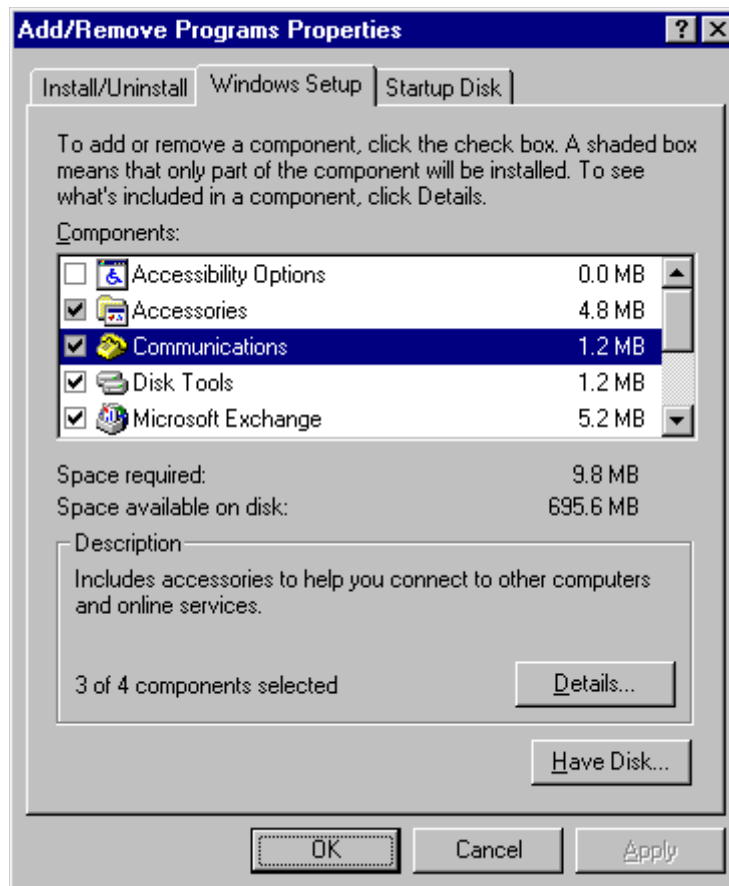 Add/Remove Programs Properties
Install/Uninstall Windows Setup Startup Disk
To add or remove a component, click the check box. A shaded box
means that only part of the component will be installed. To see
what's included in a component, click Details.
Components:
Accessibility Options 0.0 MB
Accessories 4.8 MB
Communications 1.2 MB
Disk Tools 1.2 MB
Microsoft Exchange 5.2 MB
Space required: 9.8 MB
Space available on disk: 695.6 MB
Description
Includes accessories to help you connect to other computers
and online services.
3 of 4 components selected Details...
Have Disk...
OK Cancel Apply